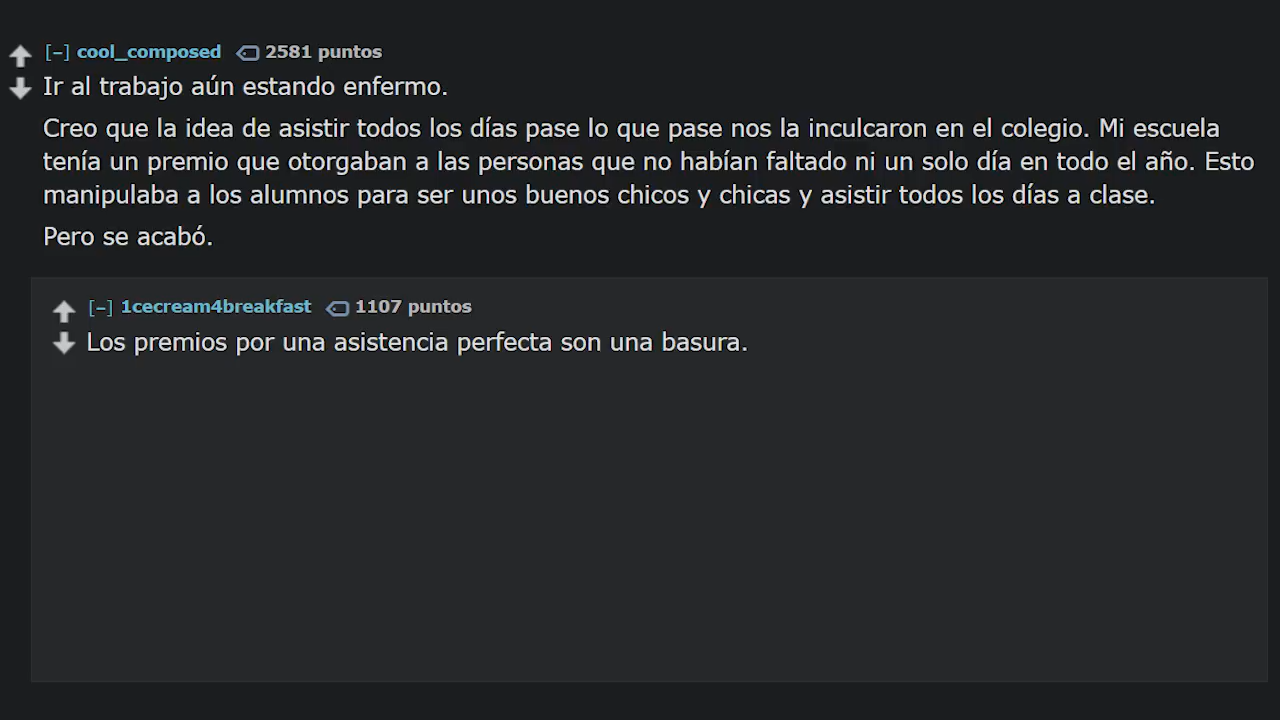 [–] cool_composed 2581 puntos
Ir al trabajo aún estando enfermo.
Creo que la idea de asistir todos los días pase lo que pase nos la inculcaron en el colegio. Mi escuela
tenía un premio que otorgaban a las personas que no habían faltado ni un solo día en todo el año. Esto
manipulaba a los alumnos para ser unos buenos chicos y chicas y asistir todos los días a clase.
Pero se acabó.
[–] 1cecream4breakfast 1107 puntos
Los premios por una asistencia perfecta son una basura.